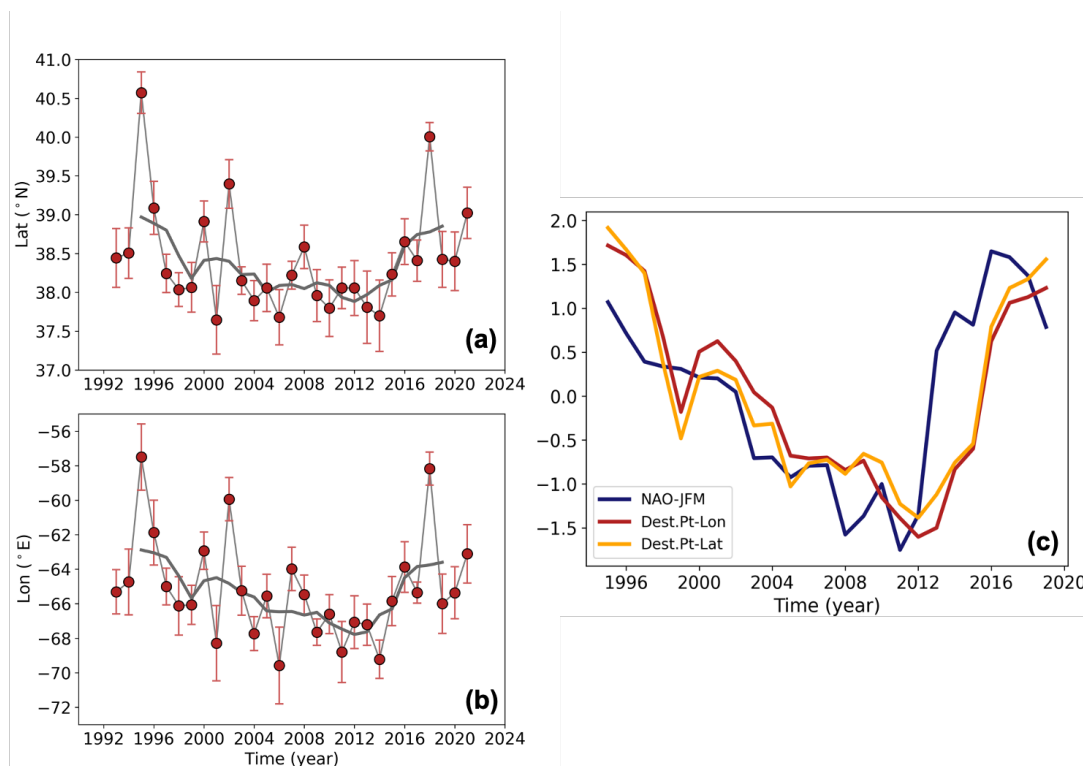 41.0
40.5
40.0
39.5
39.0
38.5
38.0
37.5
37.0
Lat (°N)
(a)
1992 1996 2000 2004 2008 2012 2016 2020 2024
−56
−58
−60
−62
−64
−66
−68
−70
−72
Lon (°E)
(b)
1992 1996 2000 2004 2008 2012 2016 2020 2024
Time (year)
2.0
1.5
1.0
0.5
0.0
−0.5
−1.0
−1.5
NAO-JFM
Dest.Pt-Lon
Dest.Pt-Lat
(c)
1996 2000 2004 2008 2012 2016 2020
Time (year)